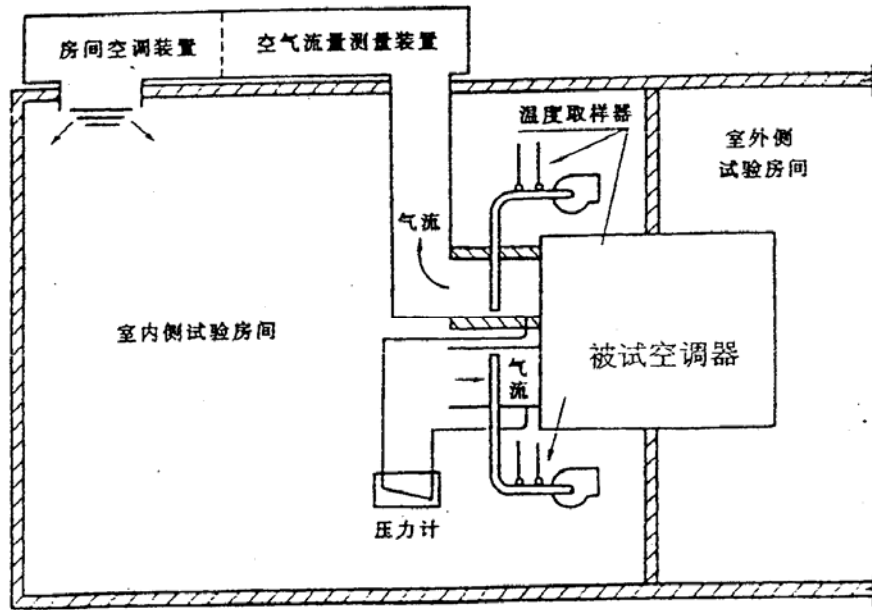 房间空调装置
空气流量测量装置
温度取样器
室外侧
试验房间
气流
室内侧试验房间
被试空调器
气
流
压力计